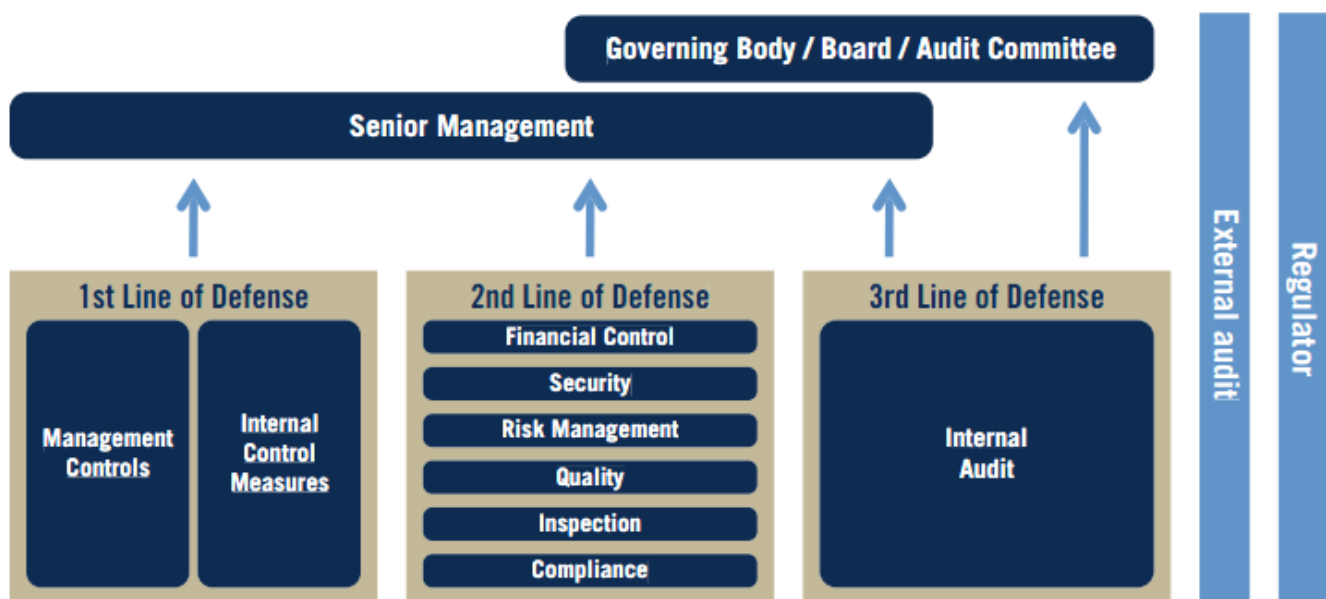 Governing Body / Board / Audit Committee
Senior Management
1st Line of Defense
Management
Controls
Internal
Control
Measures
2nd Line of Defense
Financial Control
Security
Risk Management
Quality
Inspection
Compliance
3rd Line of Defense
Internal
Audit
External audit
Regulator